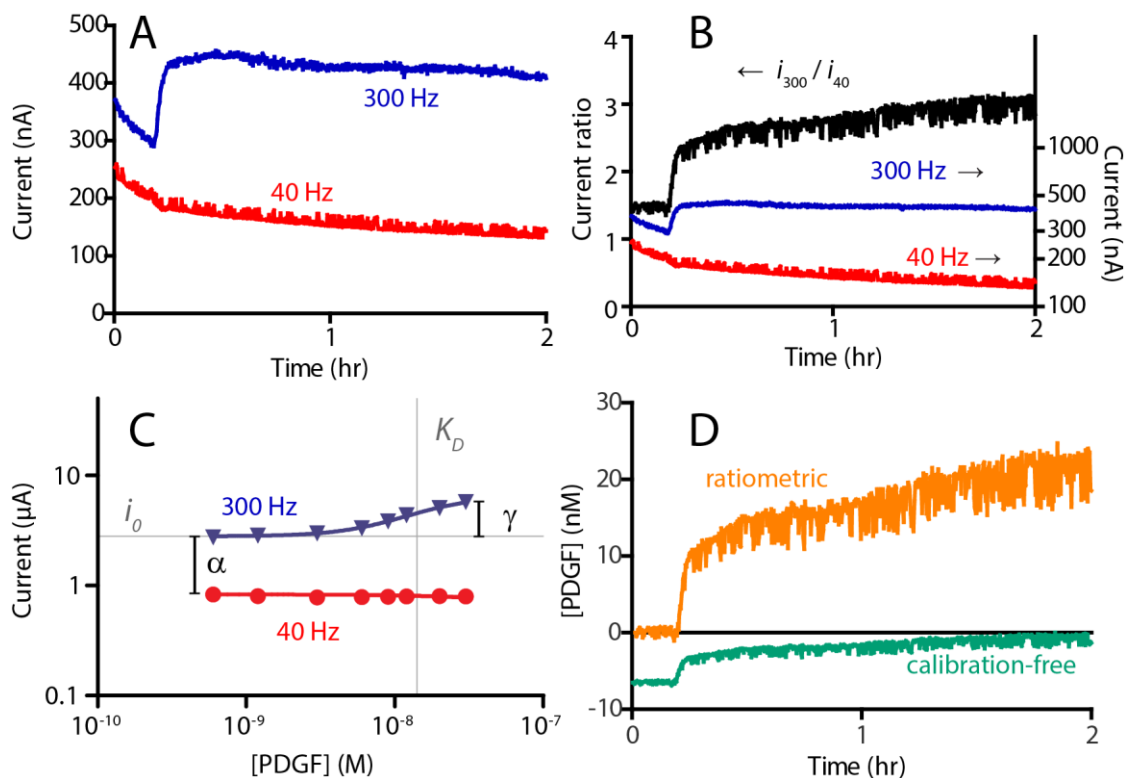 A
500
400
300
200
100
0
Current (nA)
300 Hz
40 Hz
0
1
2
Time (hr)
B
4
3
2
1
0
Current ratio
← i300 / i40
300 Hz →
40 Hz →
1000
500
300
200
100
Current (nA)
0
1
2
Time (hr)
C
10
1
0.1
Current (µA)
i0
KD
300 Hz
γ
α
40 Hz
10-10
10-9
10-8
10-7
[PDGF] (M)
D
30
20
10
0
-10
[PDGF] (nM)
ratiometric
calibration-free
0
1
2
Time (hr)